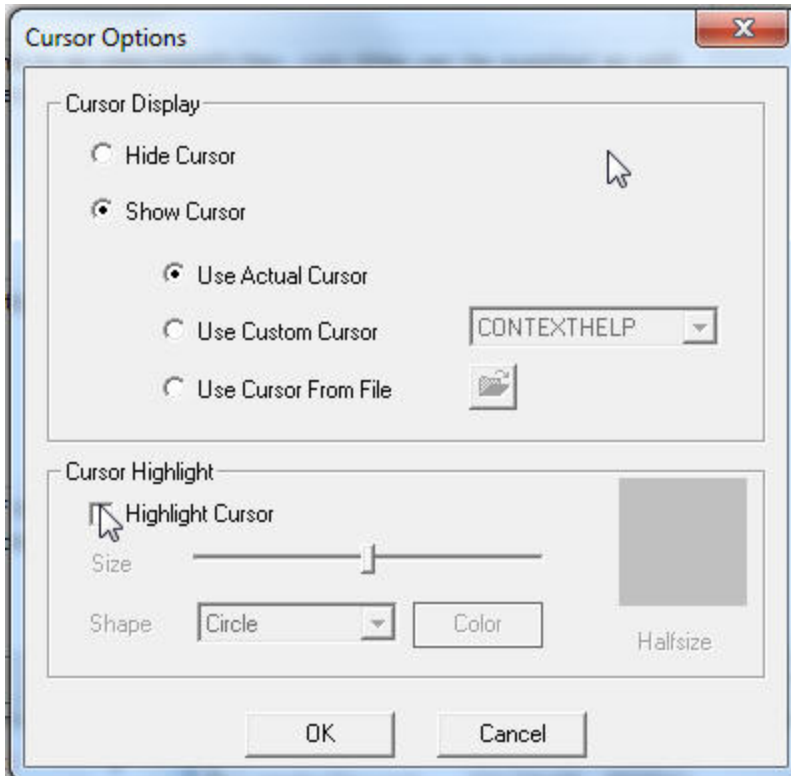 Cursor Options
Cursor Display
Hide Cursor
Show Cursor
Use Actual Cursor
Use Custom Cursor CONTEXTHELP
Use Cursor From File
Cursor Highlight
Highlight Cursor
Size
Shape Circle Color
Halfsize
OK Cancel